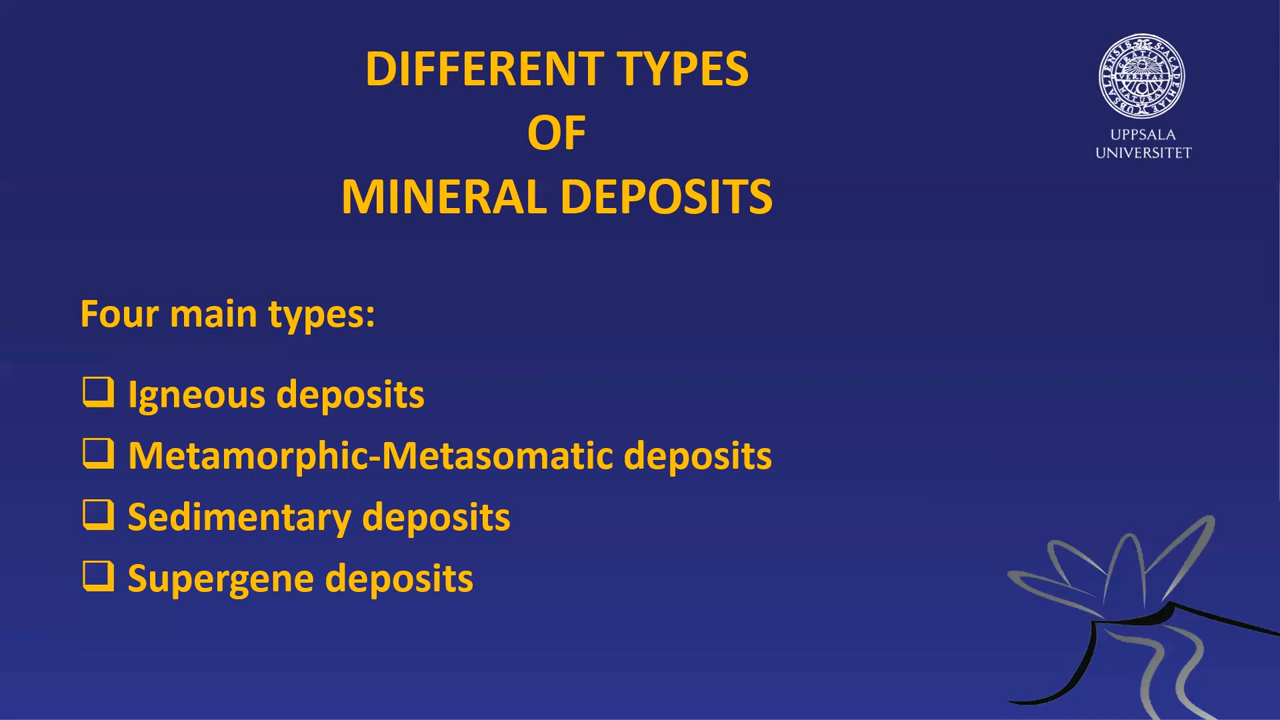 DIFFERENT TYPES
OF
MINERAL DEPOSITS
UPPSALA
UNIVERSITET
Four main types:
Igneous deposits
Metamorphic-Metasomatic deposits
Sedimentary deposits
Supergene deposits